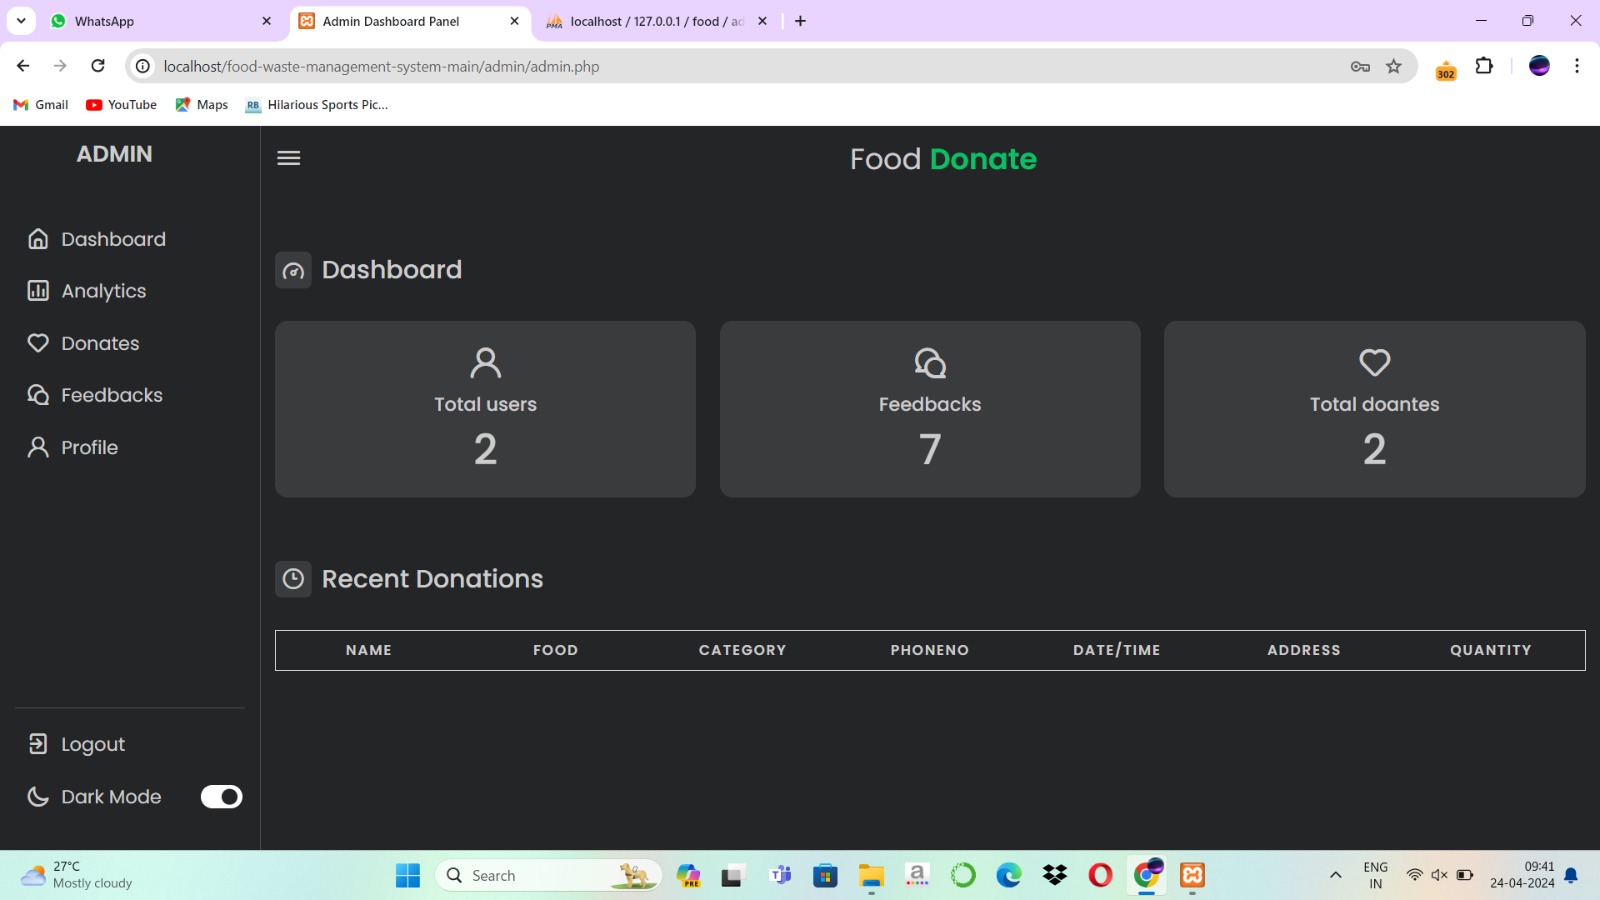 WhatsApp
Admin Dashboard Panel
localhost / 127.0.0.1 / food / ad
localhost/food-waste-management-system-main/admin/admin.php
302
Gmail
YouTube
Maps
RB
Hilarious Sports Pic...
ADMIN
Food Donate
Dashboard
Analytics
Donates
Feedbacks
Profile
Logout
Dark Mode
Dashboard
Total users
2
Feedbacks
7
Total doantes
2
Recent Donations
NAME FOOD CATEGORY PHONENO DATE/TIME ADDRESS QUANTITY
27°C
Mostly cloudy
Search
PRE
ENG
IN
09:41
24-04-2024